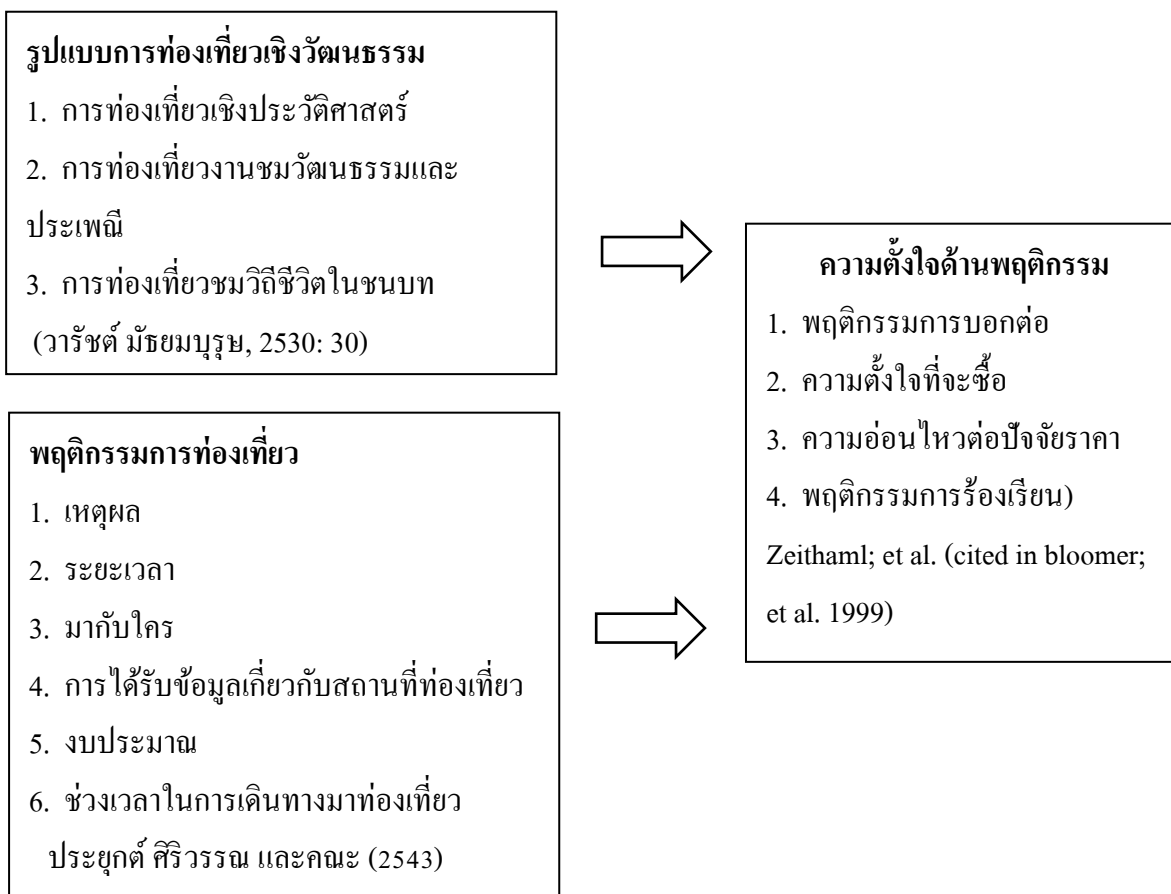 รูปแบบการท่องเที่ยวเชิงวัฒนธรรม
1. การท่องเที่ยวเชิงประวัติศาสตร์
2. การท่องเที่ยวงานชมวัฒนธรรมและ
ประเพณี
3. การท่องเที่ยวชมวิถีชีวิตในชนบท
(วารัชต์ มัธยมบุรุษ, 2530: 30)
พฤติกรรมการท่องเที่ยว
1. เหตุผล
2. ระยะเวลา
3. มากับใคร
4. การได้รับข้อมูลเกี่ยวกับสถานที่ท่องเที่ยว
5. งบประมาณ
6. ช่วงเวลาในการเดินทางมาท่องเที่ยว
ประยุกต์ ศิริวรรณ และคณะ (2543)
ความตั้งใจด้านพฤติกรรม
1. พฤติกรรมการบอกต่อ
2. ความตั้งใจที่จะซื้อ
3. ความอ่อนไหวต่อปัจจัยราคา
4. พฤติกรรมการร้องเรียน)
Zeithaml; et al. (cited in bloomer;
et al. 1999)